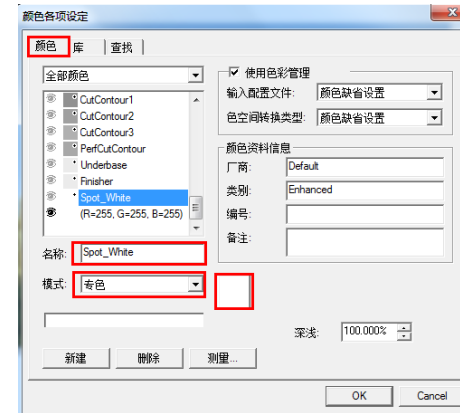 颜色各项设定
颜色
库
查找
全部颜色
CutContour1
CutContour2
CutContour3
PerfCutContour
Underbase
Finisher
Spot_White
(R=255, G=255, B=255)
名称:
Spot_White
模式:
专色
新建
删除
测量...
使用色彩管理
输入配置文件:
颜色缺省设置
色空间转换类型:
颜色缺省设置
颜色资料信息
厂商:
Default
类别:
Enhanced
编号:
备注:
深浅:
100.000%
OK
Cancel